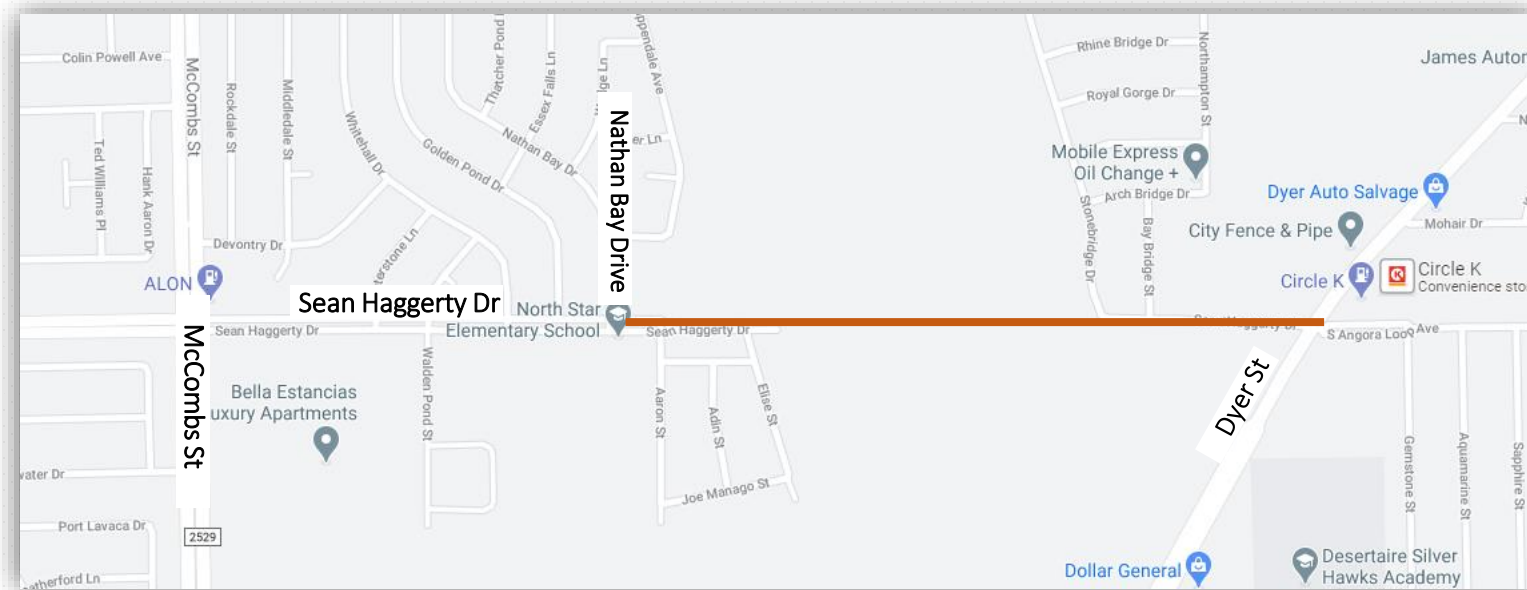 Colin Powell Ave
McCombs St
Rockdale St
Middledale St
Ted Williams Pl
Hank Aaron Dr
Whitehall Dr
Golden Pond Dr
Thatcher Pond
Essex Falls Ln
Nathan Bay Dr
Nathan Bay Drive
Ln
Ave
Ln
Devontry Dr
ALON
Sean Haggerty Dr
Sean Haggerty Dr
McCombs St
North Star
Elementary School
Sean Haggerty Dr
Walden Pond St
Bella Estancias
uxury Apartments
Aaron St
Adin St
Elise St
Joe Manago St
Port Lavaca Dr
2529
Rhine Bridge Dr
Northampton St
Royal Gorge Dr
Mobile Express
Oil Change +
Arch Bridge Dr
Stonebridge Dr
Bay Bridge St
James Autor
Dyer Auto Salvage
City Fence & Pipe
Mohair Dr
Circle K
Circle K
Convenience sto
S Angora Loop Ave
Dyer St
Gemstone St
Aquamarine St
Sapphire St
Dollar General
Desertaire Silver
Hawks Academy